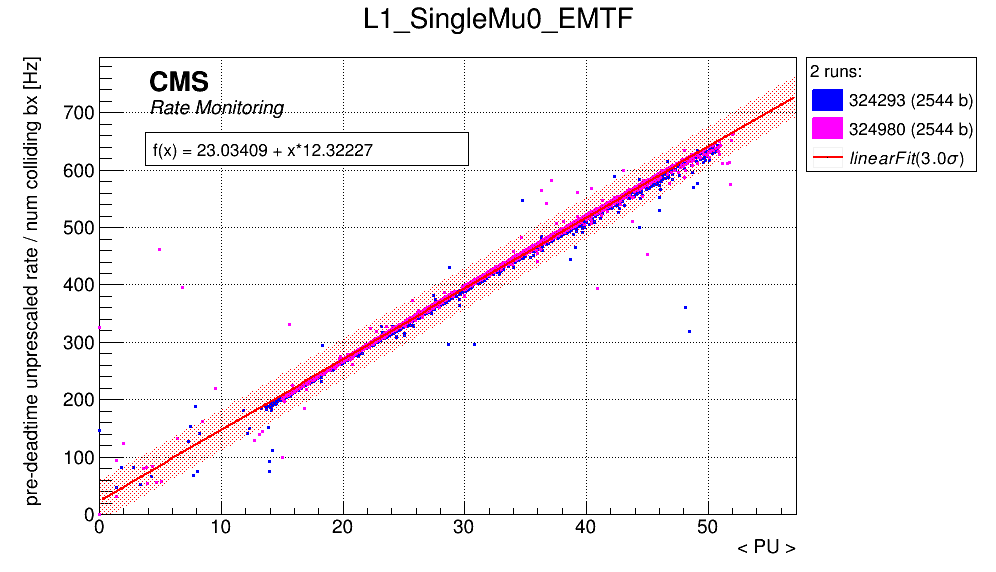 L1_SingleMu0_EMTF
pre-deadtime unprescaled rate / num colliding bx [Hz]
CMS
Rate Monitoring
f(x) = 23.03409 + x*12.32227
700
600
500
400
300
200
100
0
0 10 20 30 40 50
< PU >
2 runs:
324293 (2544 b)
324980 (2544 b)
linearFit(3.0σ)